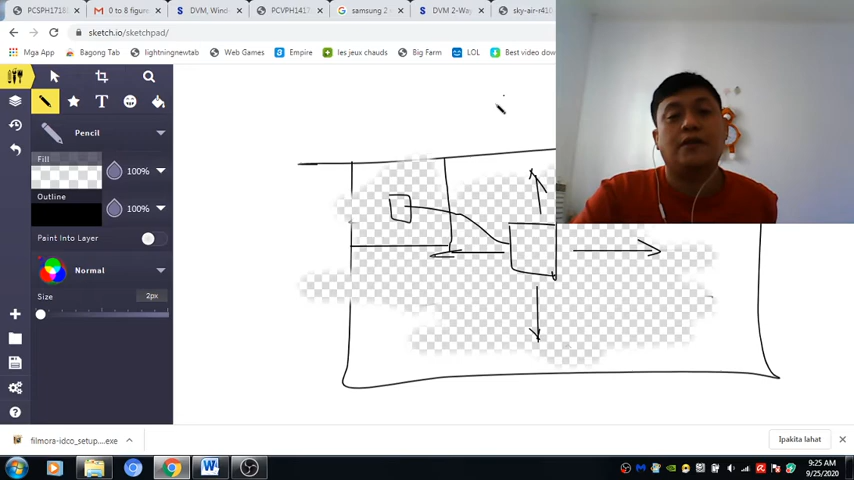 PCSPH1718
0 to 8 figure
DVM, Wind
PCVPH1417
samsung 2
DVM 2-Way
sky-air-r410
sketch.io/sketchpad/
Mga App
Bagong Tab
lightningnewtab
Web Games
Empire
les jeux chauds
Big Farm
LOL
Best video dow
Pencil
Fill
100%
Outline
100%
Paint Into Layer
Normal
Size
2px
filmora-idco_setup....exe
Ipakita lahat
9:25 AM
9/25/2020